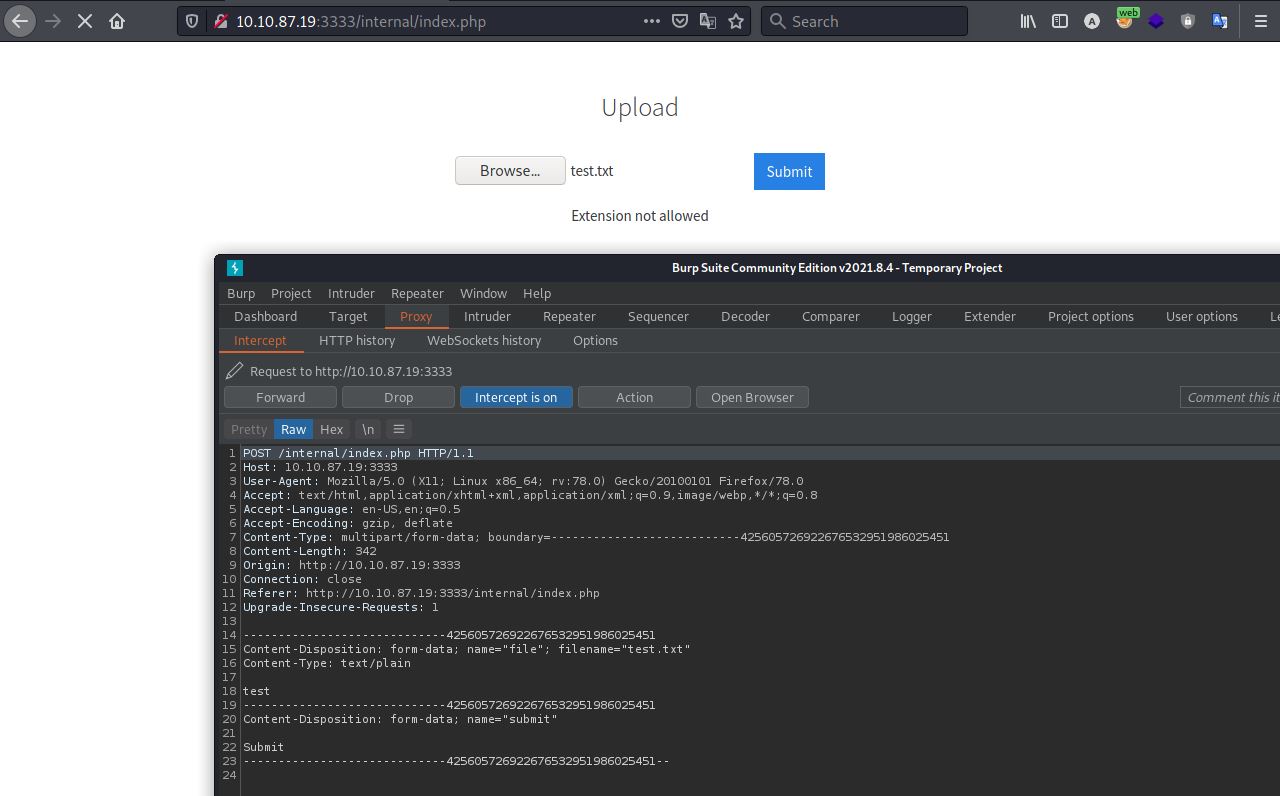 10.10.87.19:3333/internal/index.php
Search
A
web
Upload
Browse... test.txt Submit
Extension not allowed
Burp Suite Community Edition v2021.8.4 - Temporary Project
Burp Project Intruder Repeater Window Help
Dashboard Target Proxy Intruder Repeater Sequencer Decoder Comparer Logger Extender Project options User options Le
Intercept HTTP history WebSockets history Options
Request to http://10.10.87.19:3333
Forward Drop Intercept is on Action Open Browser Comment this it
Pretty Raw Hex \n
1 POST /internal/index.php HTTP/1.1
2 Host: 10.10.87.19:3333
3 User-Agent: Mozilla/5.0 (X11; Linux x86_64; rv:78.0) Gecko/20100101 Firefox/78.0
4 Accept: text/html,application/xhtml+xml,application/xml;q=0.9,image/webp,*/*;q=0.8
5 Accept-Language: en-US,en;q=0.5
6 Accept-Encoding: gzip, deflate
7 Content-Type: multipart/form-data; boundary=---------------------------425605726922676532951986025451
8 Content-Length: 342
9 Origin: http://10.10.87.19:3333
10 Connection: close
11 Referer: http://10.10.87.19:3333/internal/index.php
12 Upgrade-Insecure-Requests: 1
13
14 -----------------------------425605726922676532951986025451
15 Content-Disposition: form-data; name="file"; filename="test.txt"
16 Content-Type: text/plain
17
18 test
19 -----------------------------425605726922676532951986025451
20 Content-Disposition: form-data; name="submit"
21
22 Submit
23 -----------------------------425605726922676532951986025451--
24